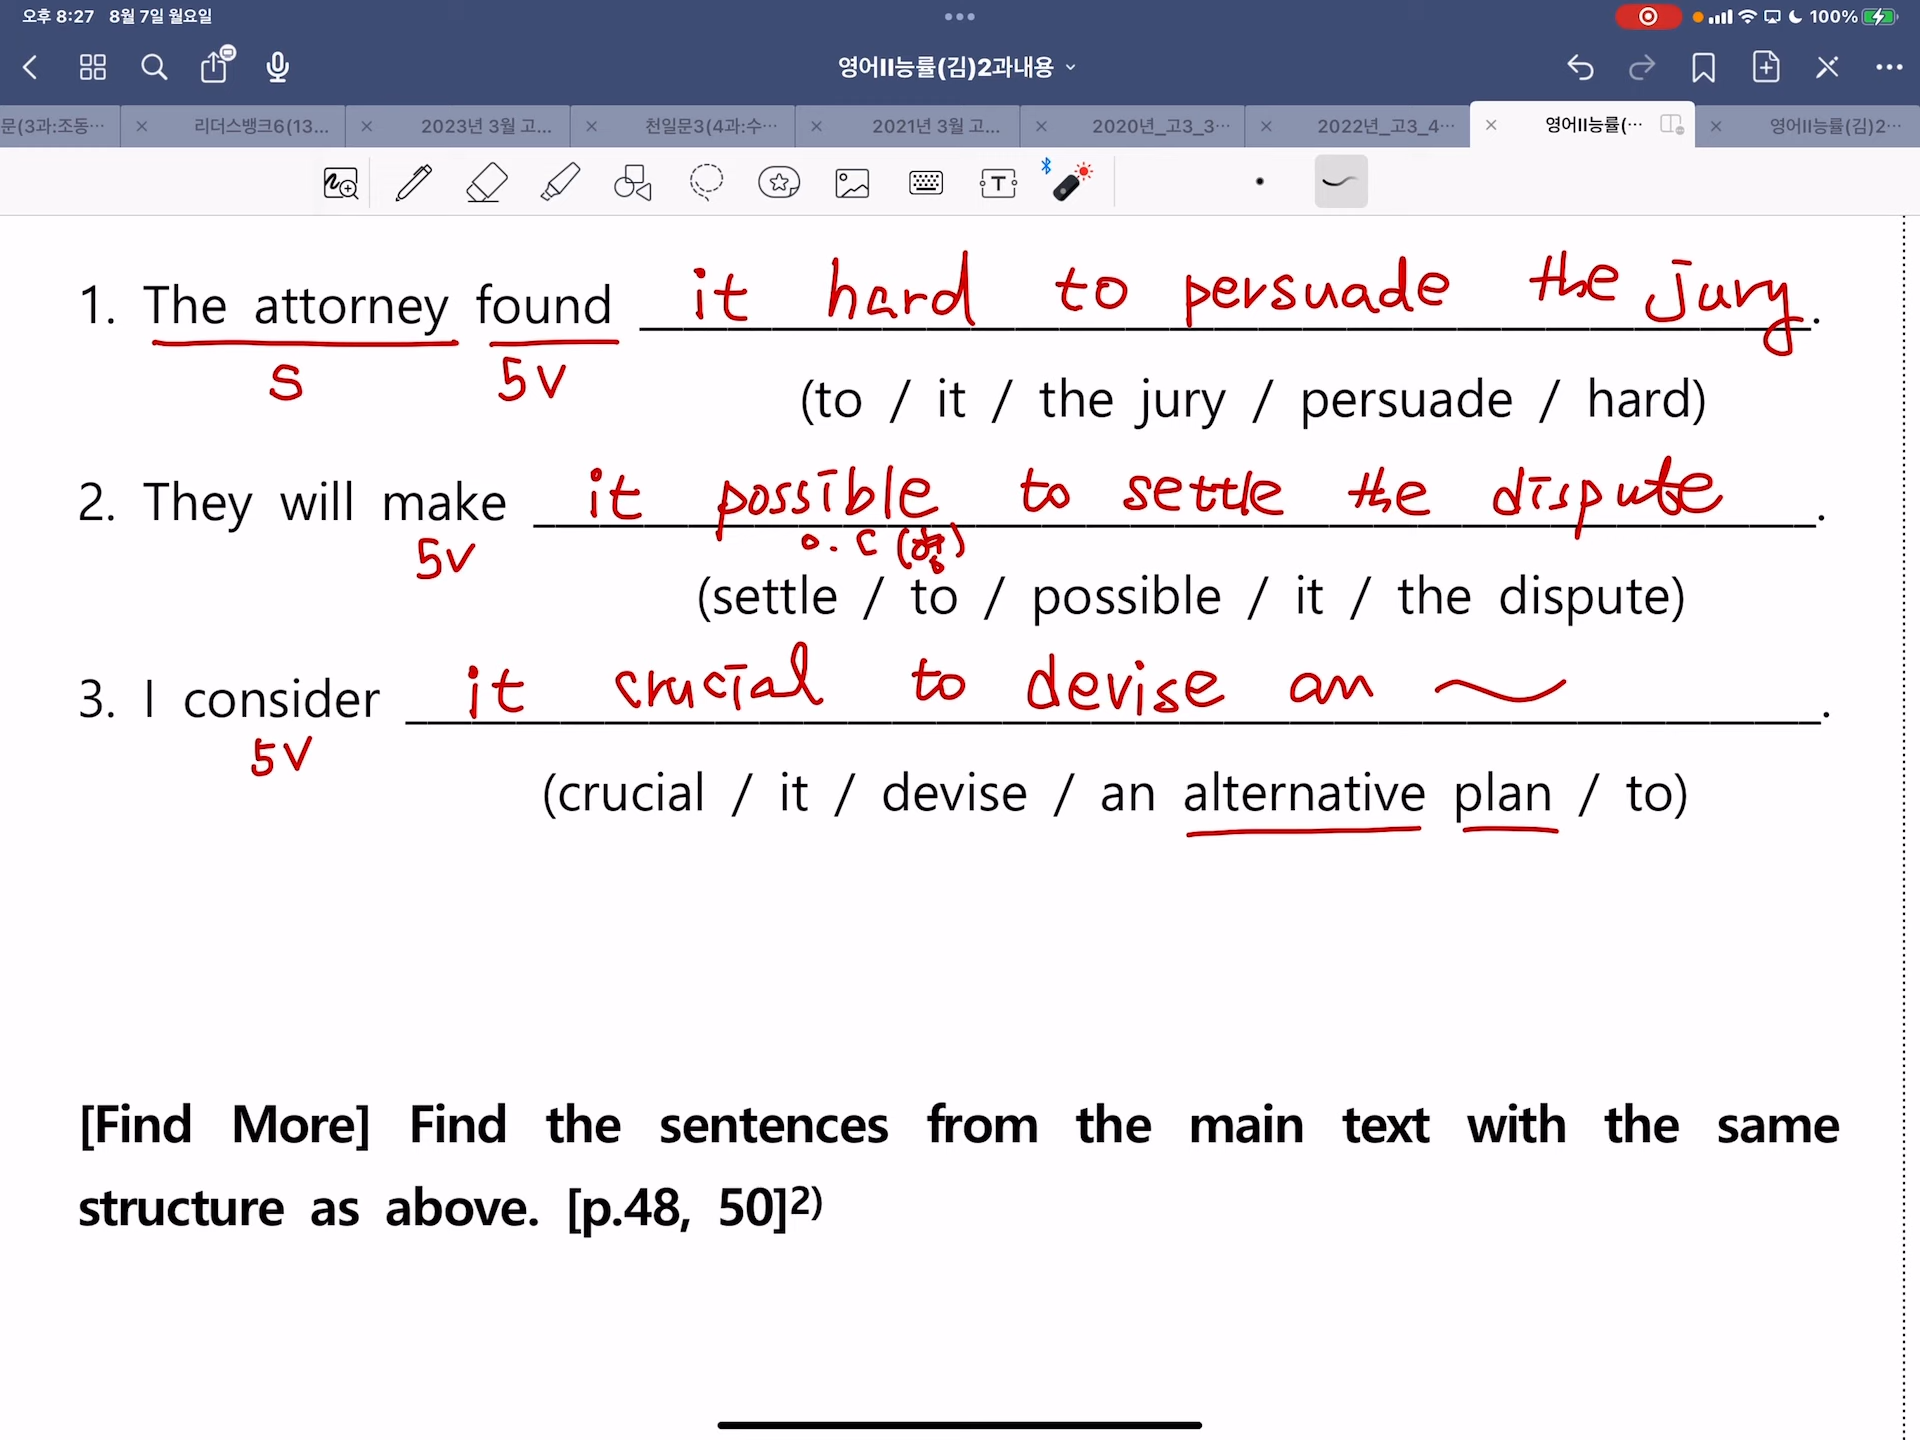 오후 8:27 8월 7일 월요일 100%
영어II능률(김)2과내용
문(3과:조동… 리더스뱅크6(13… 2023년 3월 고… 천일문3(4과:수… 2021년 3월 고… 2020년_고3_3… 2022년_고3_4… 영어II능률(… 영어II능률(김)2…
1. The attorney found it hard to persuade the jury.
S 5V
(to / it / the jury / persuade / hard)
2. They will make it possible to settle the dispute.
5V O.C
(settle / to / possible / it / the dispute)
3. I consider it crucial to devise an ~.
5V
(crucial / it / devise / an alternative plan / to)
[Find More] Find the sentences from the main text with the same
structure as above. [p.48, 50]2)